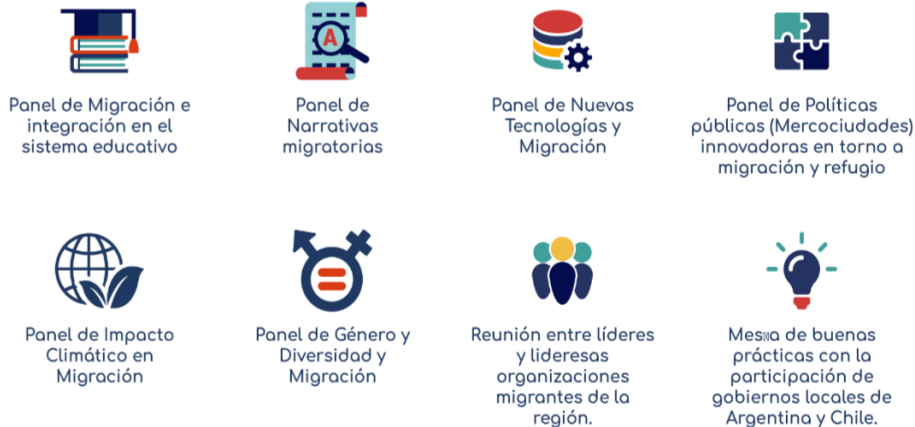 A
Panel de Migración e
integración en el
sistema educativo
Panel de
Narrativas
migratorias
Panel de Nuevas
Tecnologías y
Migración
Panel de Políticas
públicas (Mercociudades)
innovadoras en torno a
migración y refugio
Panel de Impacto
Climático en
Migración
Panel de Género y
Diversidad y
Migración
Reunión entre líderes
y lideresas
organizaciones
migrantes de la
región.
Mesa de buenas
prácticas con la
participación de
gobiernos locales de
Argentina y Chile.